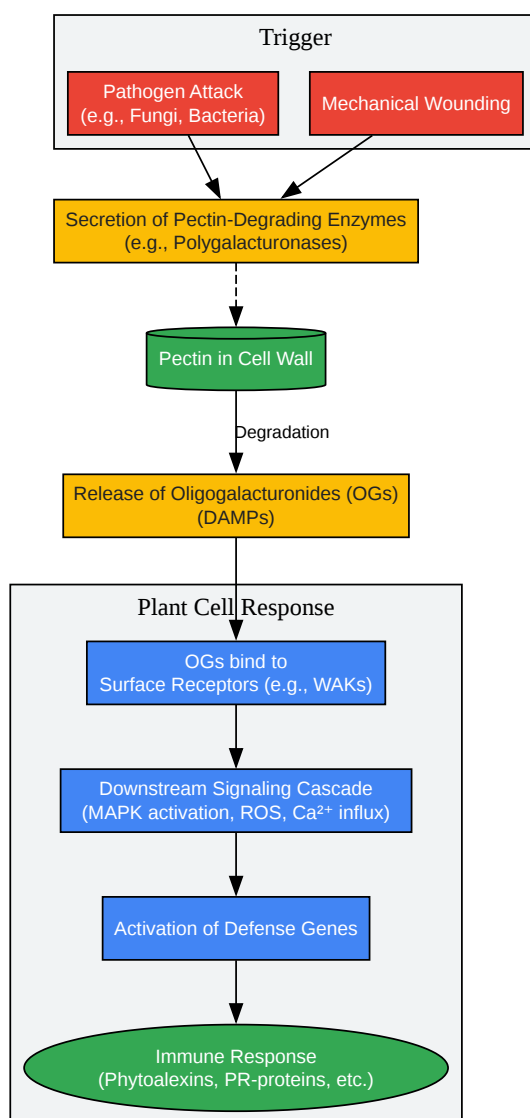 Trigger
Pathogen Attack
(e.g., Fungi, Bacteria)
Mechanical Wounding
Secretion of Pectin-Degrading Enzymes
(e.g., Polygalacturonases)
Pectin in Cell Wall
Degradation
Release of Oligogalacturonides (OGs)
(DAMPs)
Plant Cell Response
OGs bind to
Surface Receptors (e.g., WAKs)
Downstream Signaling Cascade
(MAPK activation, ROS, Ca²⁺ influx)
Activation of Defense Genes
Immune Response
(Phytoalexins, PR-proteins, etc.)